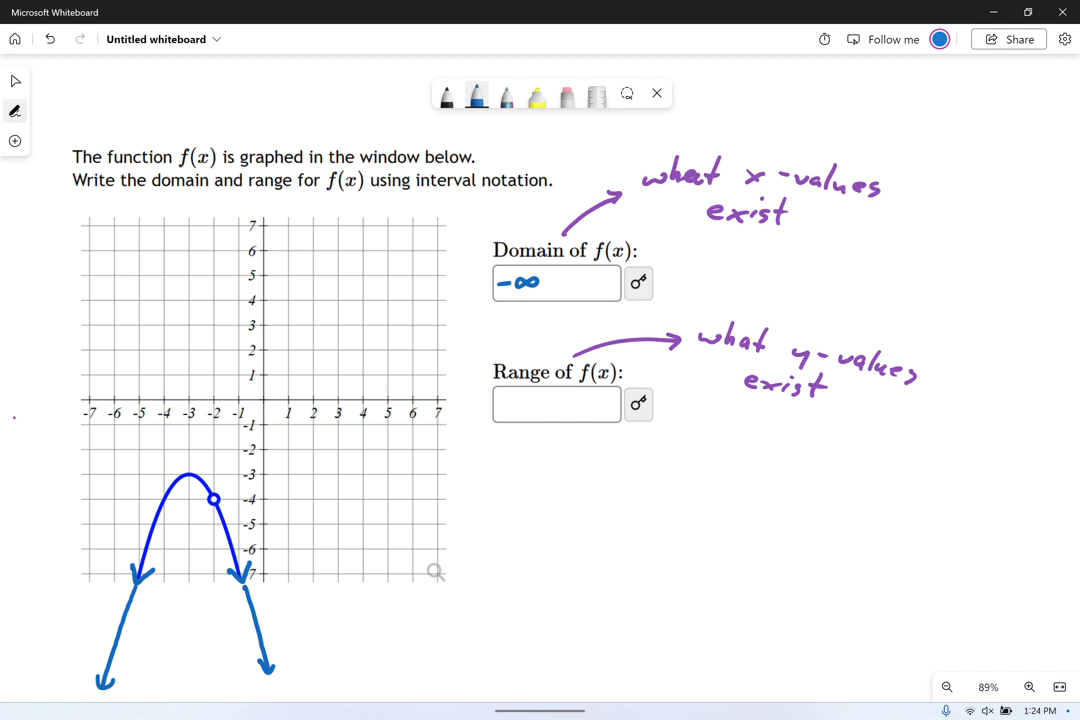 Microsoft Whiteboard
Untitled whiteboard
Follow me
Share
The function f(x) is graphed in the window below.
Write the domain and range for f(x) using interval notation.
what x-values
exist
Domain of f(x):
-∞
what y-values
exist
Range of f(x):
7
6
5
4
3
2
1
-7 -6 -5 -4 -3 -2 -1 1 2 3 4 5 6 7
-1
-2
-3
-4
-5
-6
-7
89%
1:24 PM